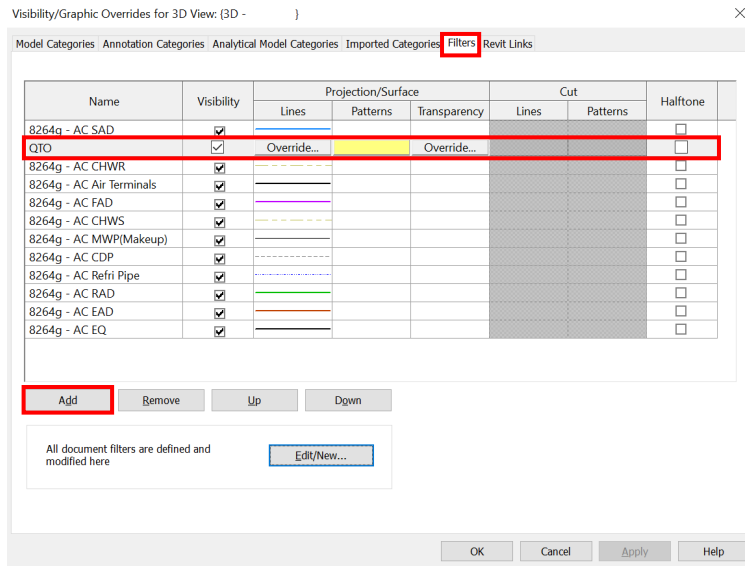 Visibility/Graphic Overrides for 3D View: {3D - }
Model Categories Annotation Categories Analytical Model Categories Imported Categories Filters Revit Links
Name Visibility Projection/Surface Cut Halftone
Lines Patterns Transparency Lines Patterns
8264g - AC SAD
QTO Override... Override...
8264g - AC CHWR
8264g - AC Air Terminals
8264g - AC FAD
8264g - AC CHWS
8264g - AC MWP(Makeup)
8264g - AC CDP
8264g - AC Refri Pipe
8264g - AC RAD
8264g - AC EAD
8264g - AC EQ
Add Remove Up Down
All document filters are defined and
modified here
Edit/New...
OK Cancel Apply Help